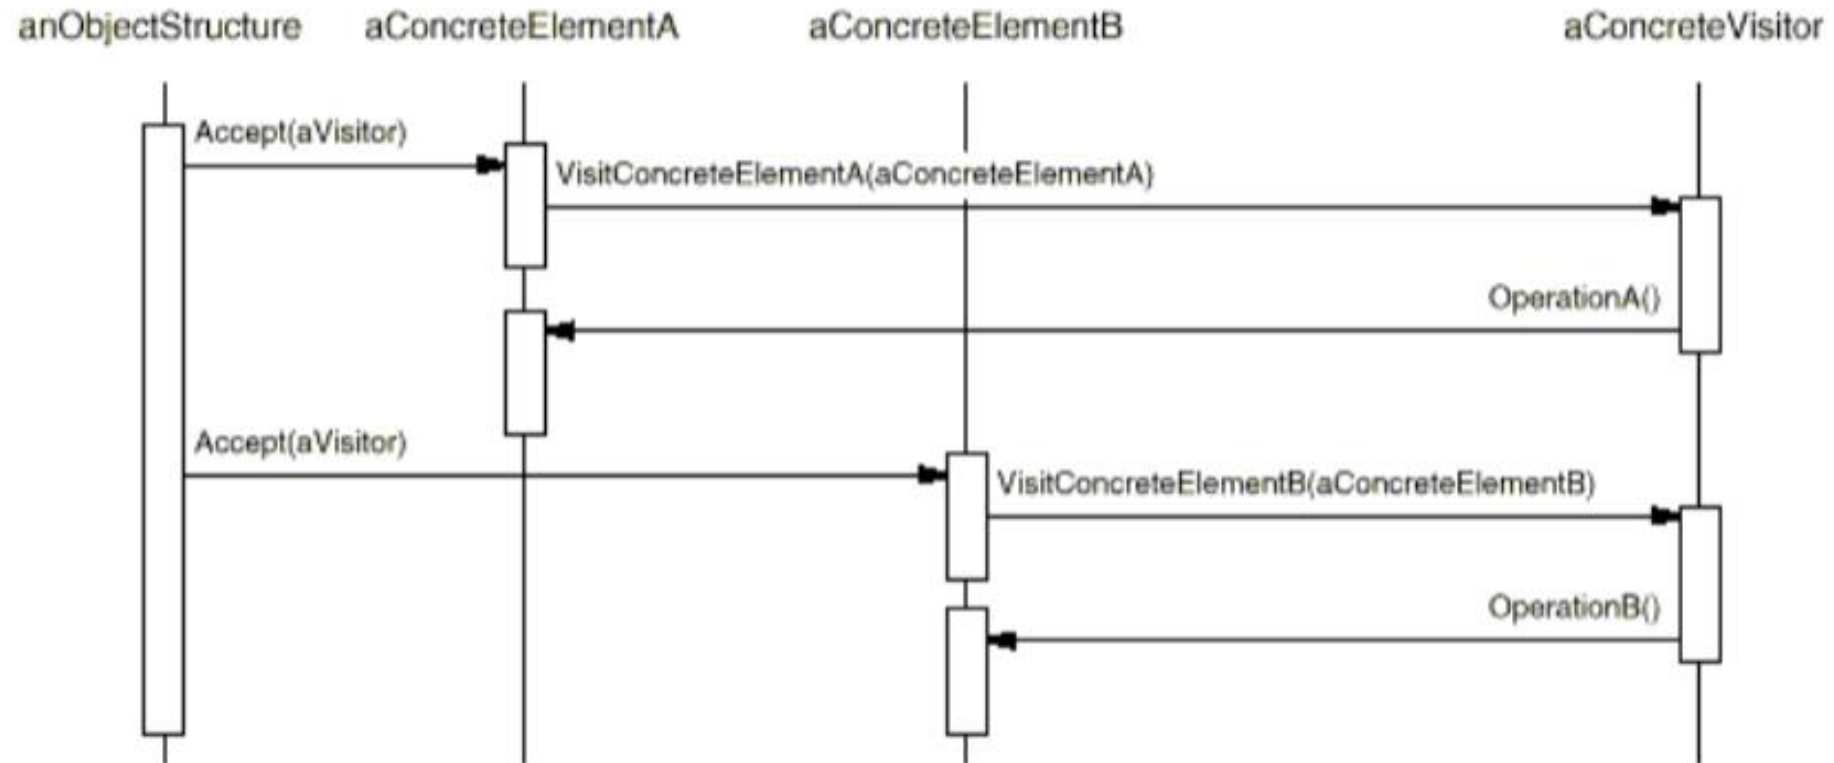 anObjectStructure
aConcreteElementA
aConcreteElementB
aConcreteVisitor
Accept(aVisitor)
VisitConcreteElementA(aConcreteElementA)
OperationA()
Accept(aVisitor)
VisitConcreteElementB(aConcreteElementB)
OperationB()